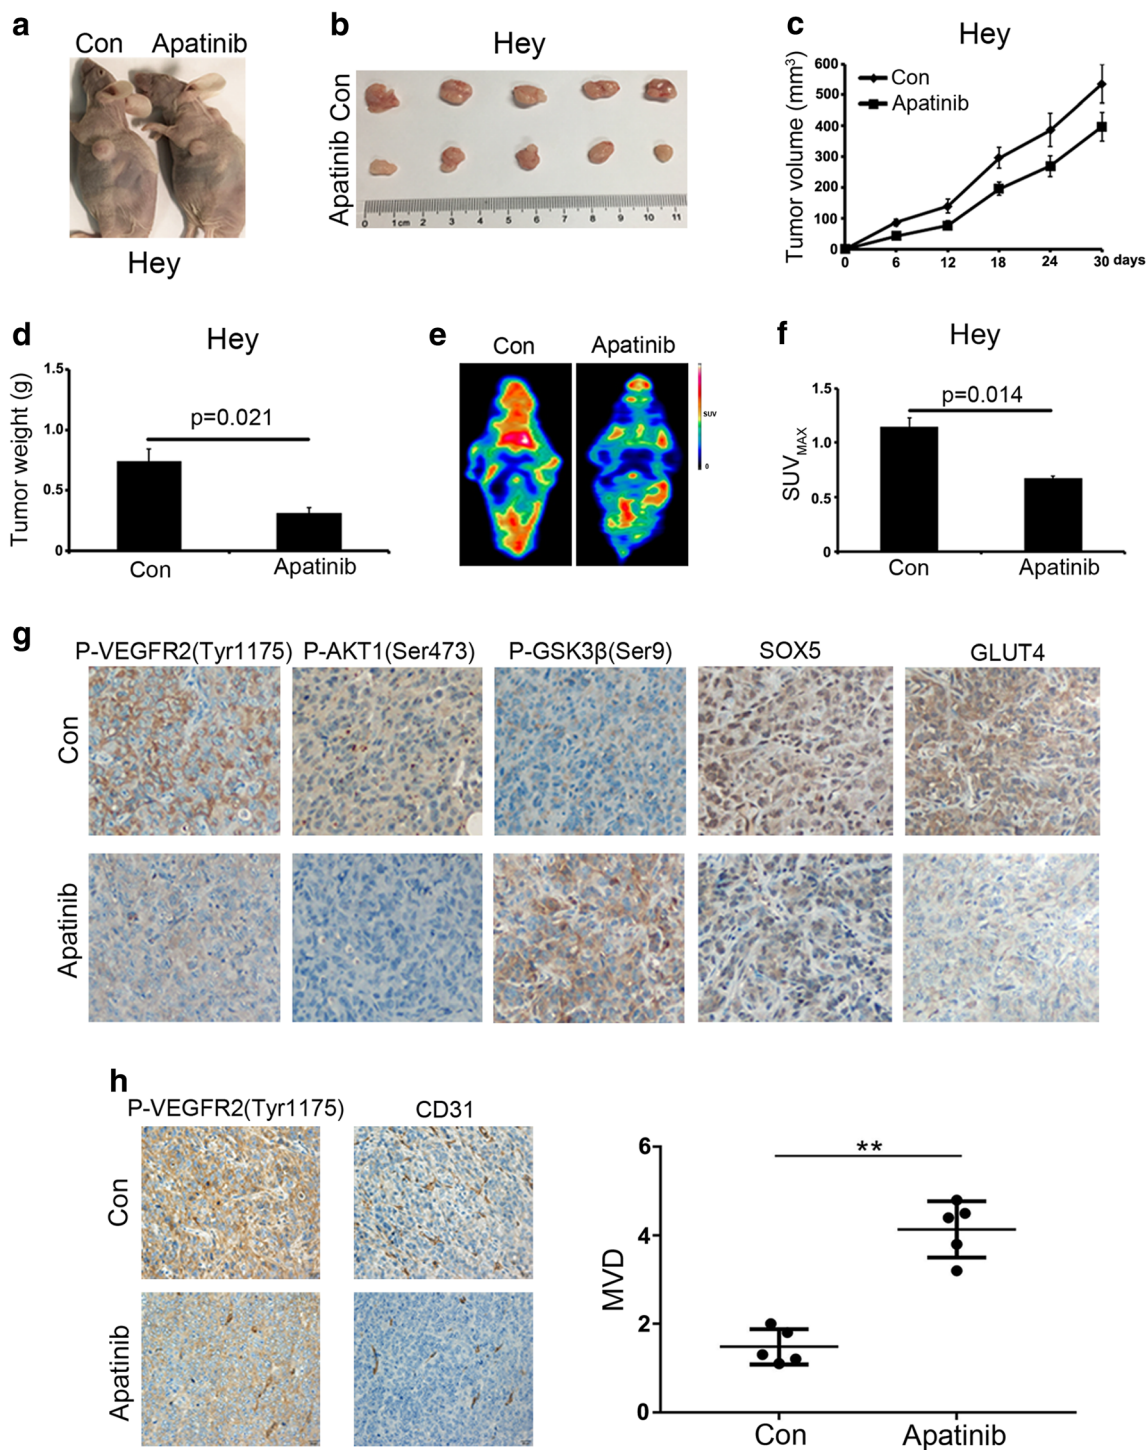 a
Con Apatinib
Hey
b
Hey
Con
Apatinib
0 1cm 2 3 4 5 6 7 8 9 10 11
c
Hey
Tumor volume (mm³)
600
500
400
300
200
100
0
Con
Apatinib
0 6 12 18 24 30 days
d
Hey
Tumor weight (g)
1.5
1.0
0.5
0
p=0.021
Con Apatinib
e
Con Apatinib
SUV
0
f
Hey
SUVMAX
1.5
1.0
0.5
0
p=0.014
Con Apatinib
g
P-VEGFR2(Tyr1175) P-AKT1(Ser473) P-GSK3β(Ser9) SOX5 GLUT4
Con
Apatinib
h
P-VEGFR2(Tyr1175) CD31
Con
Apatinib
MVD
6
4
2
0
**
Con Apatinib